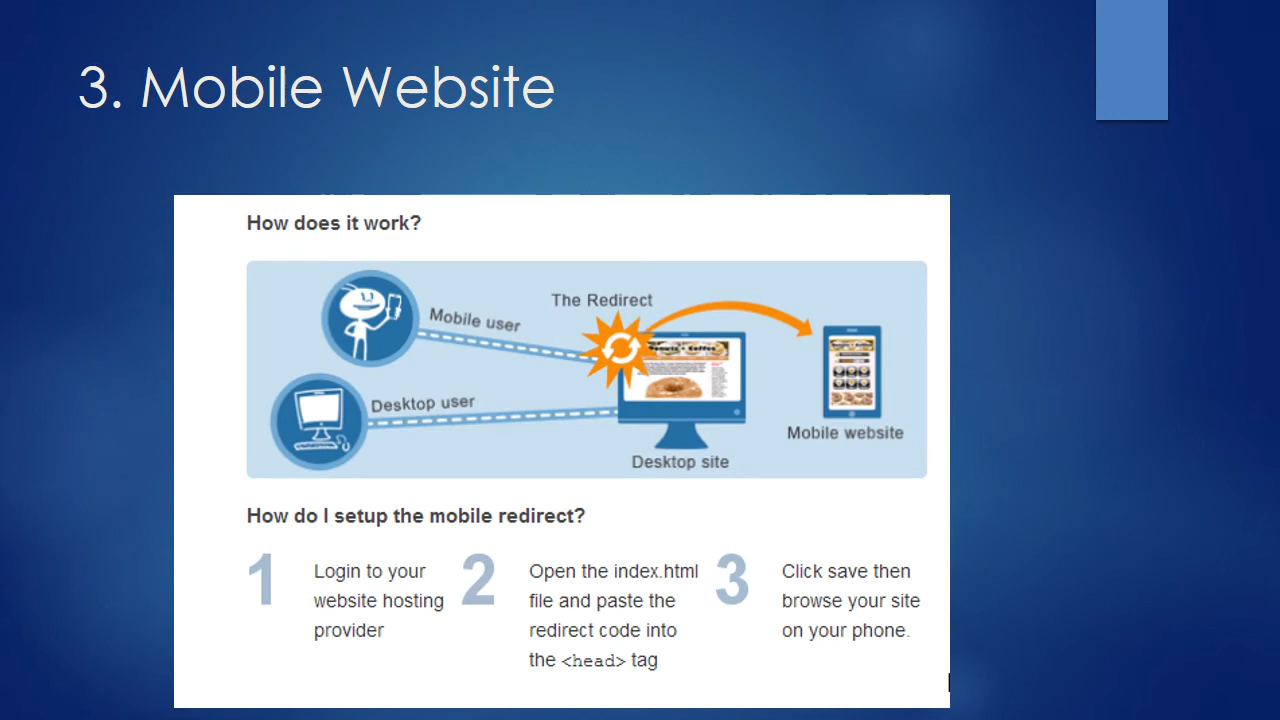 3. Mobile Website
How does it work?
Mobile user
The Redirect
Desktop user
Desktop site
Mobile website
How do I setup the mobile redirect?
1
Login to your
website hosting
provider
2
Open the index.html
file and paste the
redirect code into
the <head> tag
3
Click save then
browse your site
on your phone.